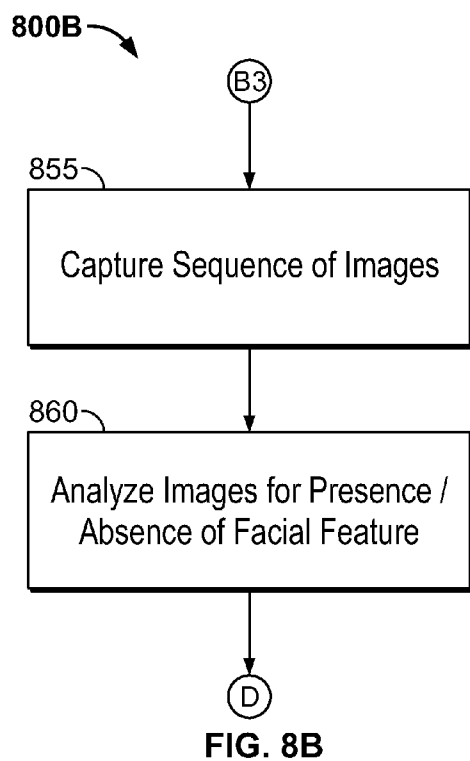 800B
B3
855
Capture Sequence of Images
860
Analyze Images for Presence /
Absence of Facial Feature
D
FIG. 8B